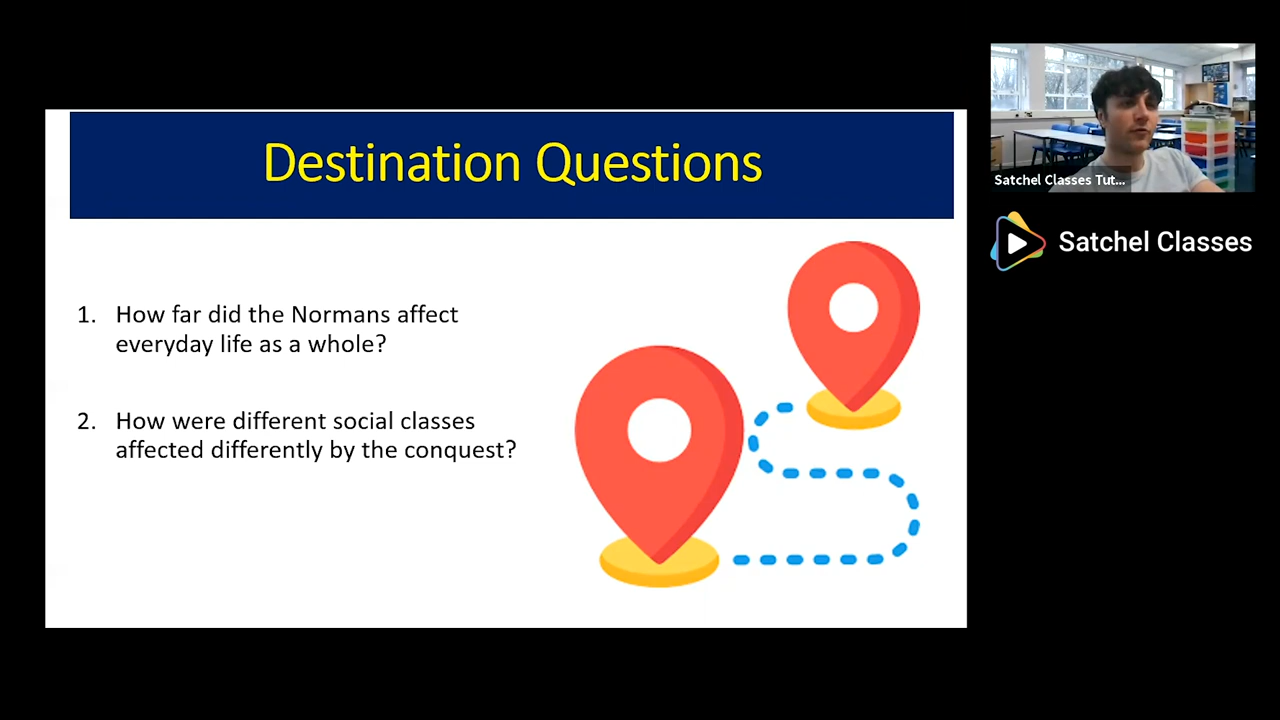 Destination Questions
1. How far did the Normans affect
everyday life as a whole?
2. How were different social classes
affected differently by the conquest?
Satchel Classes Tut...
Satchel Classes